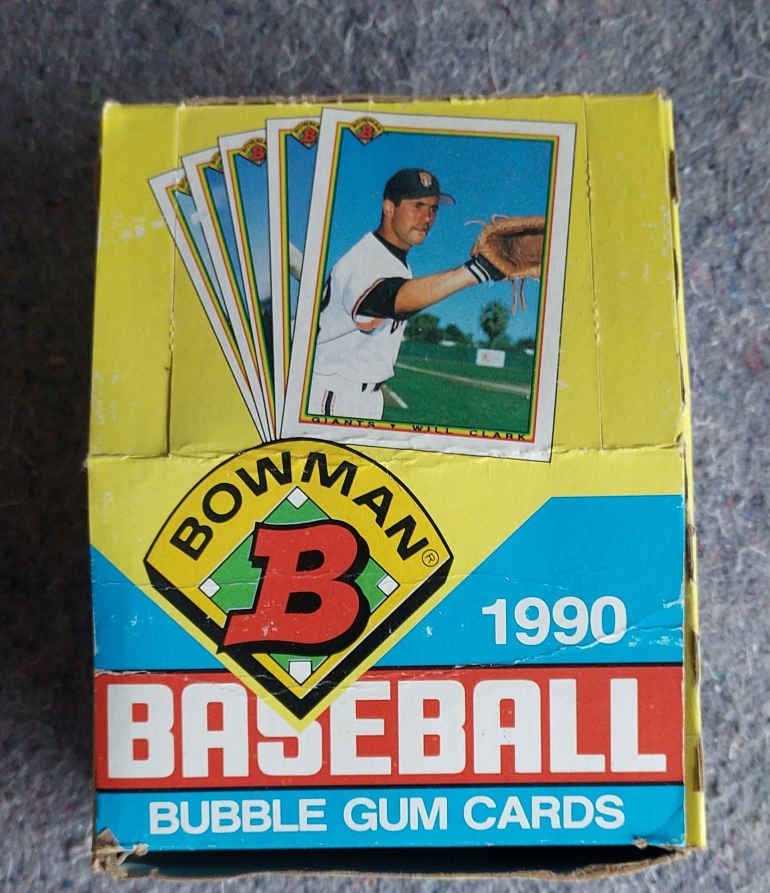 GIANTS • WILL CLARK
BOWMAN®
B
1990
BASEBALL
BUBBLE GUM CARDS